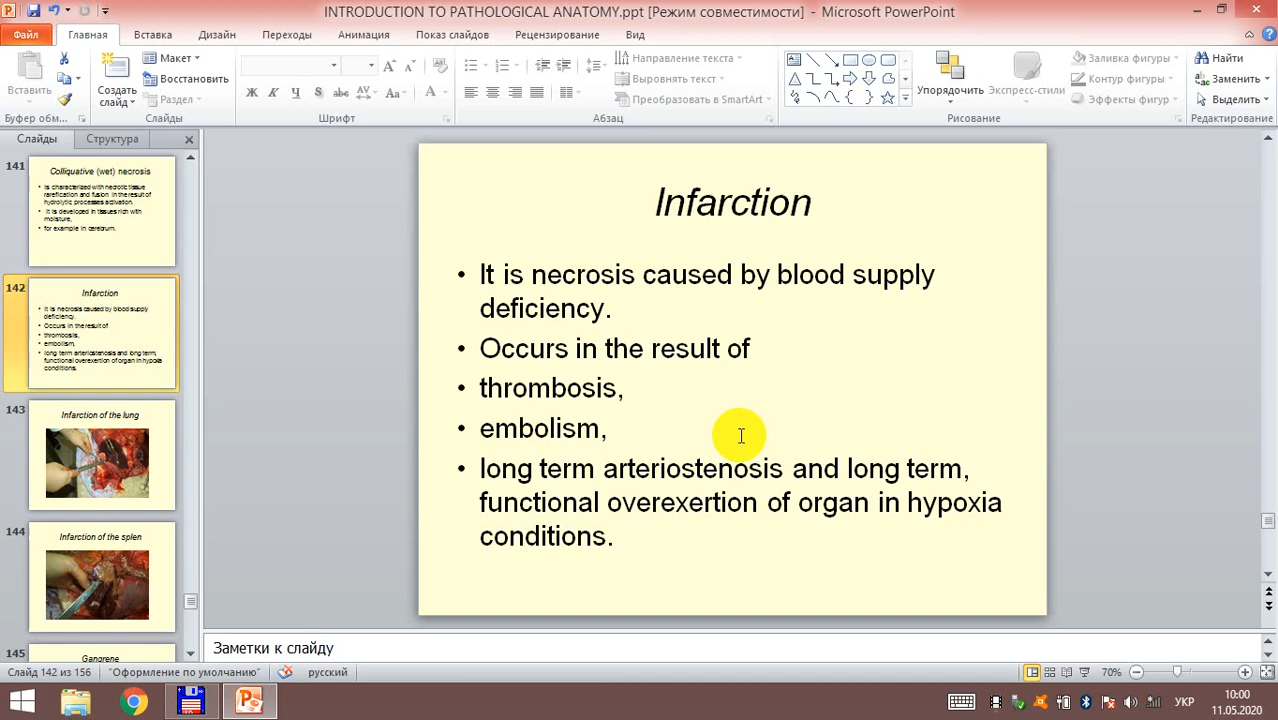 INTRODUCTION TO PATHOLOGICAL ANATOMY.ppt [Режим совместимости] - Microsoft PowerPoint
Файл Главная Вставка Дизайн Переходы Анимация Показ слайдов Рецензирование Вид
Вставить
Создать слайд
Макет
Восстановить
Раздел
Ж К Ч S abc AV Aa A
Направление текста
Выровнять текст
Преобразовать в SmartArt
Упорядочить
Экспресс-стили
Заливка фигуры
Контур фигуры
Эффекты фигур
Найти
Заменить
Выделить
Буфер обм... Слайды Шрифт Абзац Рисование Редактирование
Слайды Структура
141
Colliquative (wet) necrosis
Is characterized with necrotic tissue
rarefication and fusion in the result of
hydrolytic processes activation.
It is developed in tissues rich with
moisture,
for example in cerebrum.
142
Infarction
It is necrosis caused by blood supply
deficiency.
Occurs in the result of
thrombosis,
embolism,
long term arteriostenosis and long term,
functional overexertion of organ in hypoxia
conditions.
143
Infarction of the lung
144
Infarction of the splen
145
Gangrene
Infarction
• It is necrosis caused by blood supply
deficiency.
• Occurs in the result of
• thrombosis,
• embolism,
• long term arteriostenosis and long term,
functional overexertion of organ in hypoxia
conditions.
Заметки к слайду
Слайд 142 из 156 "Оформление по умолчанию" русский 70%
УКР
10:00
11.05.2020